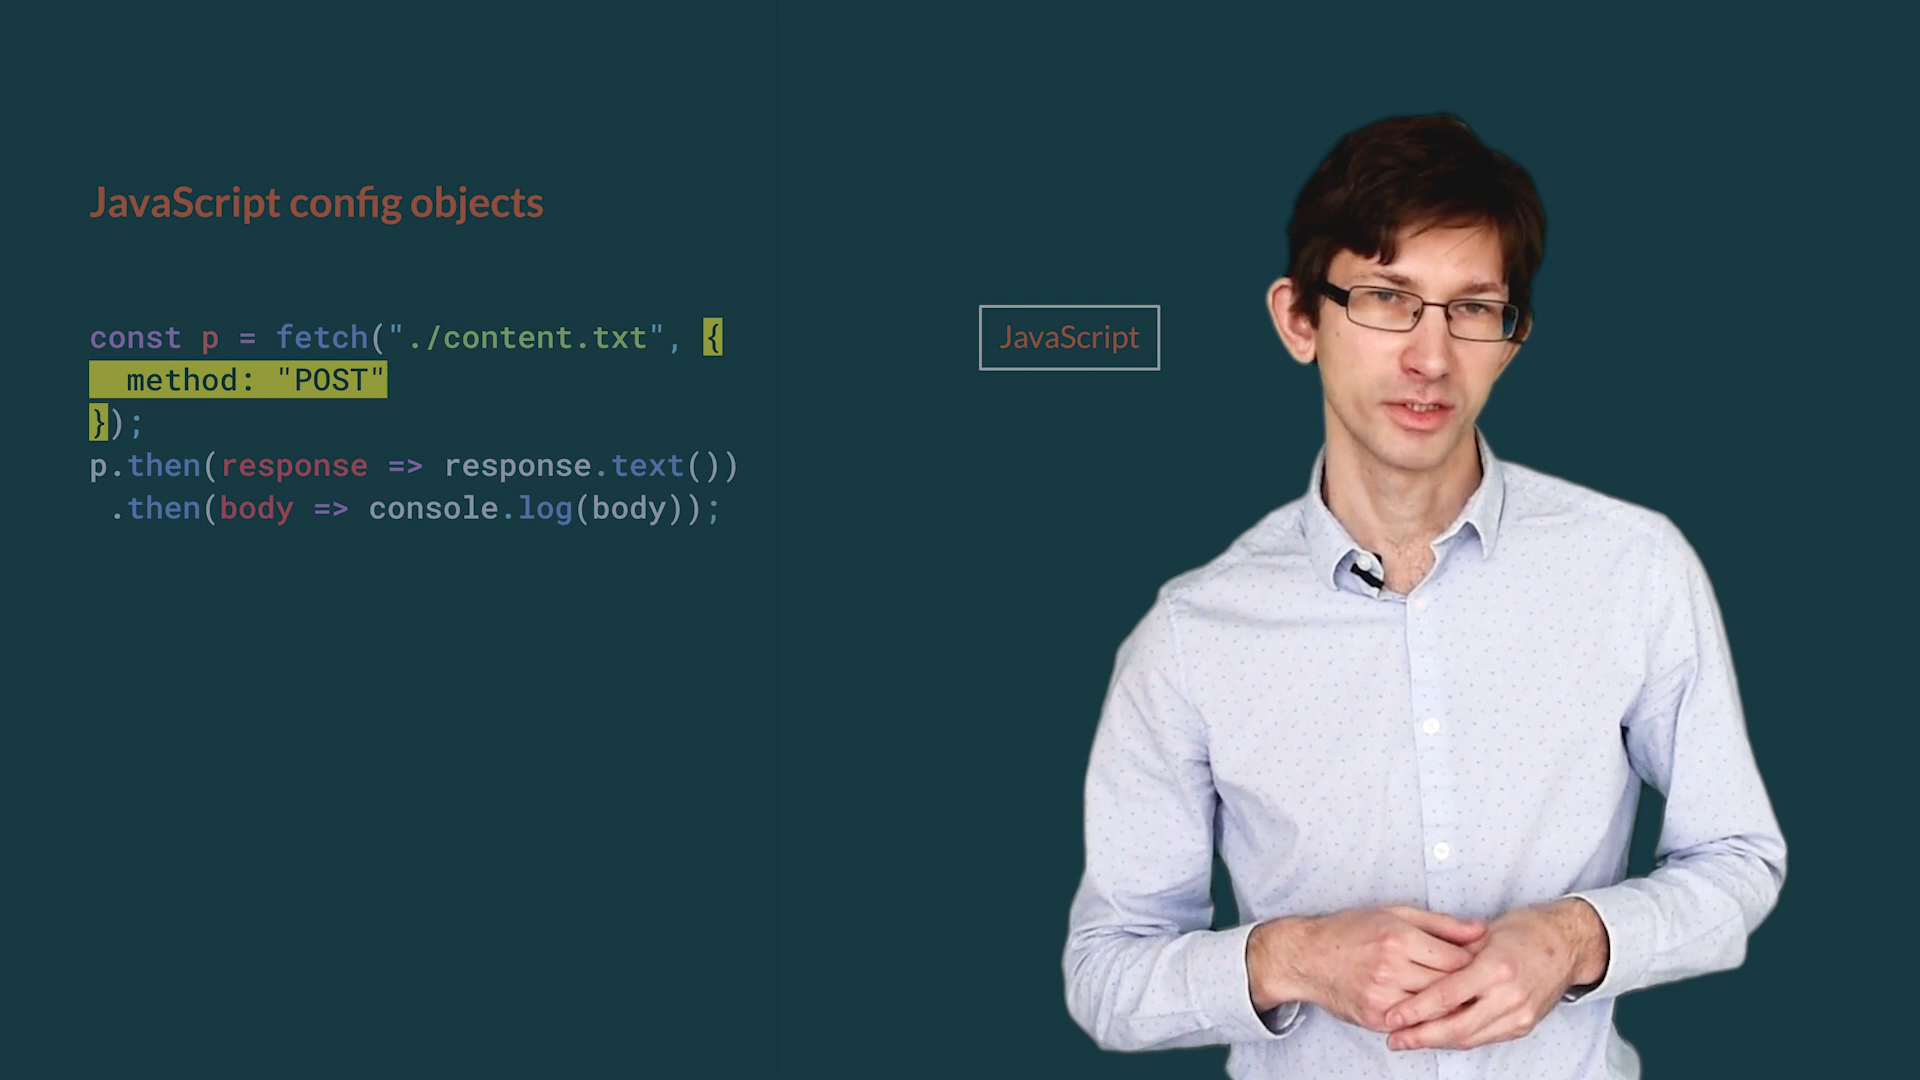 JavaScript config objects
const p = fetch("./content.txt", {
  method: "POST"
});
p.then(response => response.text())
 .then(body => console.log(body));
JavaScript